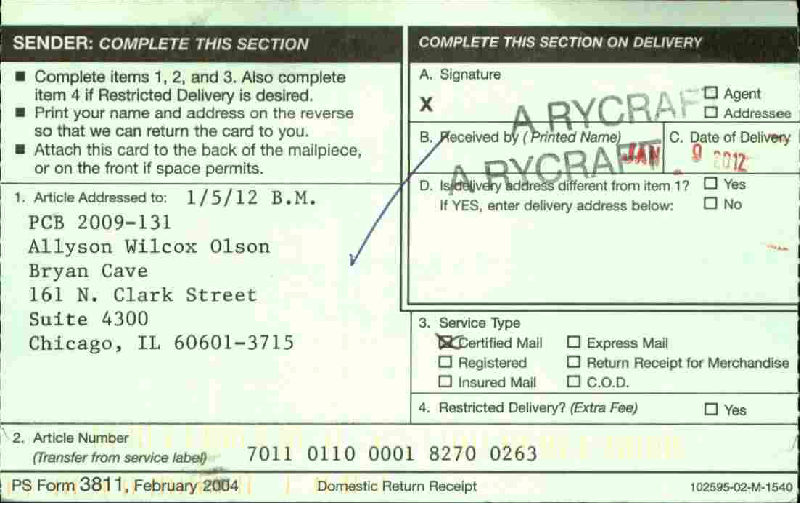 SENDER: COMPLETE THIS SECTION
■ Complete items 1, 2, and 3. Also complete
item 4 if Restricted Delivery is desired.
■ Print your name and address on the reverse
so that we can return the card to you.
■ Attach this card to the back of the mailpiece,
or on the front if space permits.
1. Article Addressed to: 1/5/12 B.M.
PCB 2009-131
Allyson Wilcox Olson
Bryan Cave
161 N. Clark Street
Suite 4300
Chicago, IL 60601-3715
2. Article Number
(Transfer from service label) 7011 0110 0001 8270 0263
COMPLETE THIS SECTION ON DELIVERY
A. Signature
X
A RYCRAF
☐ Agent
☐ Addressee
B. Received by (Printed Name)
A RYCRAF
C. Date of Delivery
JAN 9 2012
D. Is delivery address different from item 1? ☐ Yes
If YES, enter delivery address below: ☐ No
3. Service Type
☒ Certified Mail ☐ Express Mail
☐ Registered ☐ Return Receipt for Merchandise
☐ Insured Mail ☐ C.O.D.
4. Restricted Delivery? (Extra Fee) ☐ Yes
PS Form 3811, February 2004 Domestic Return Receipt 102595-02-M-1540